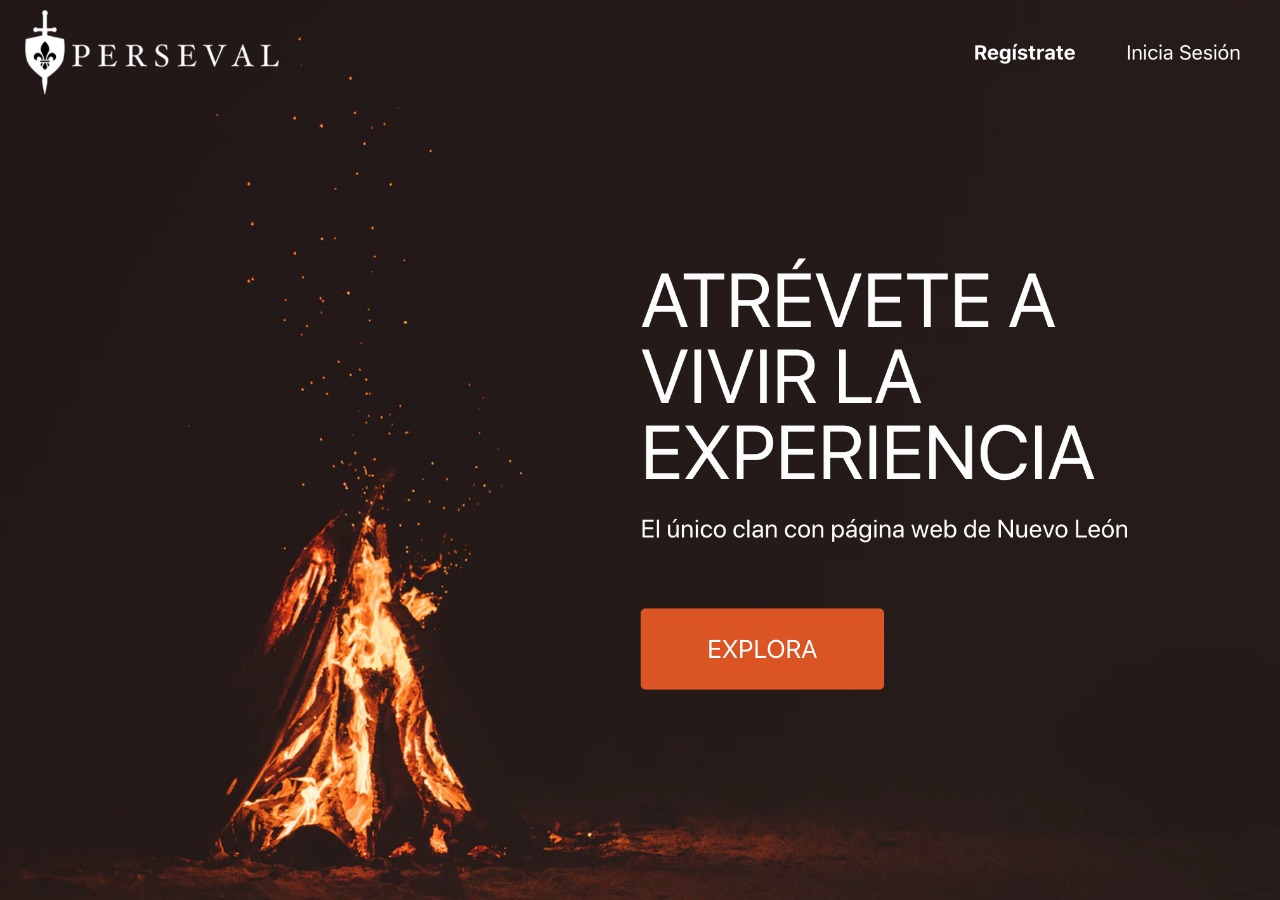 PERSEVAL
Regístrate
Inicia Sesión
ATRÉVETE A
VIVIR LA
EXPERIENCIA
El único clan con página web de Nuevo León
EXPLORA